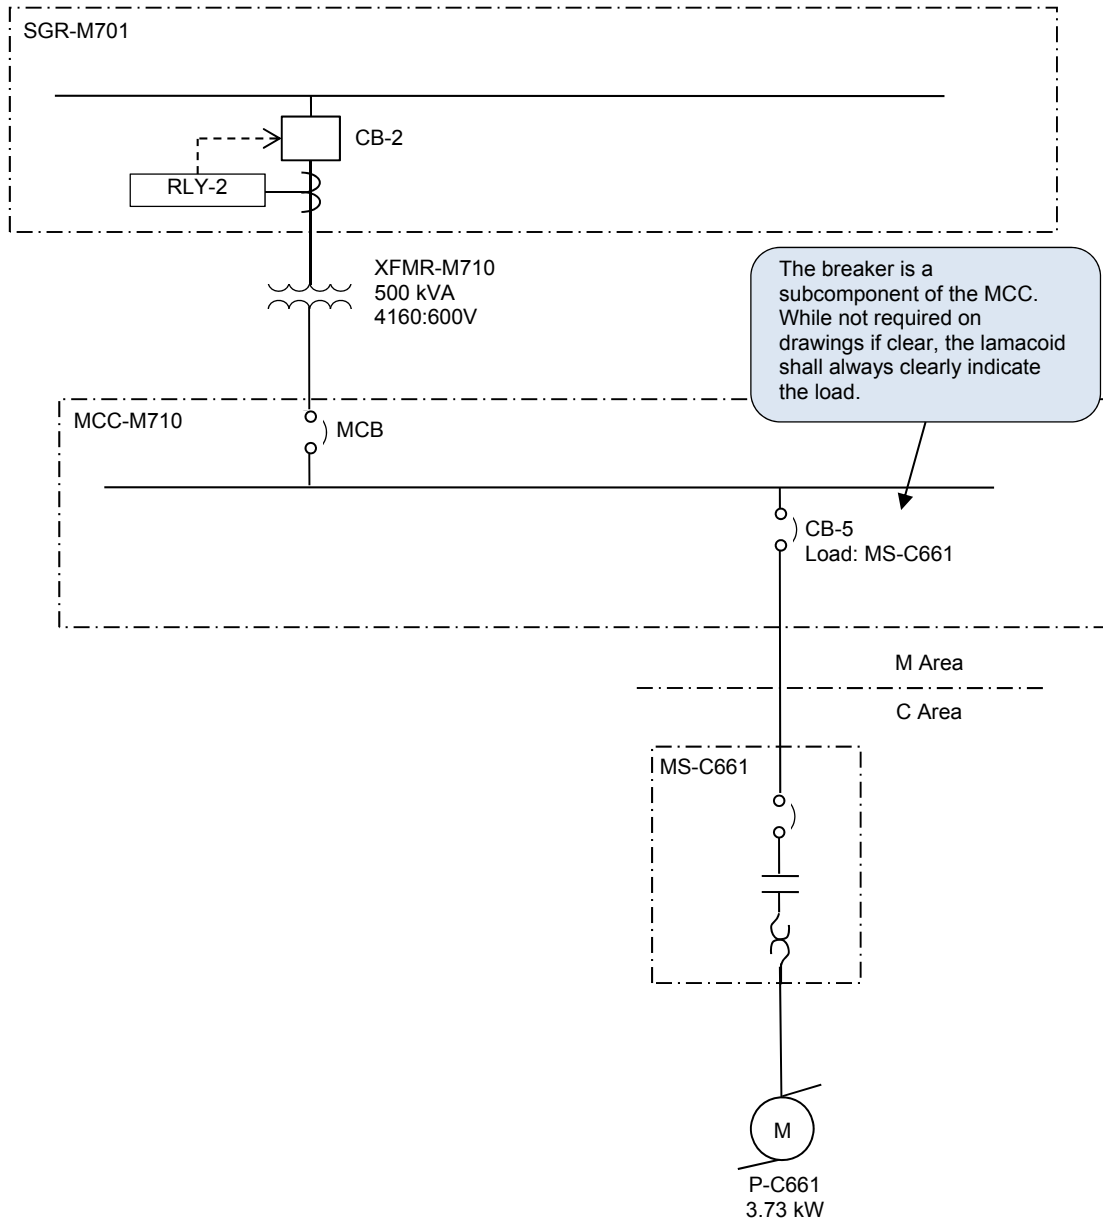 SGR-M701
CB-2
RLY-2
XFMR-M710
500 kVA
4160:600V
The breaker is a
subcomponent of the MCC.
While not required on
drawings if clear, the lamacoid
shall always clearly indicate
the load.
MCC-M710
MCB
CB-5
Load: MS-C661
M Area
C Area
MS-C661
M
P-C661
3.73 kW